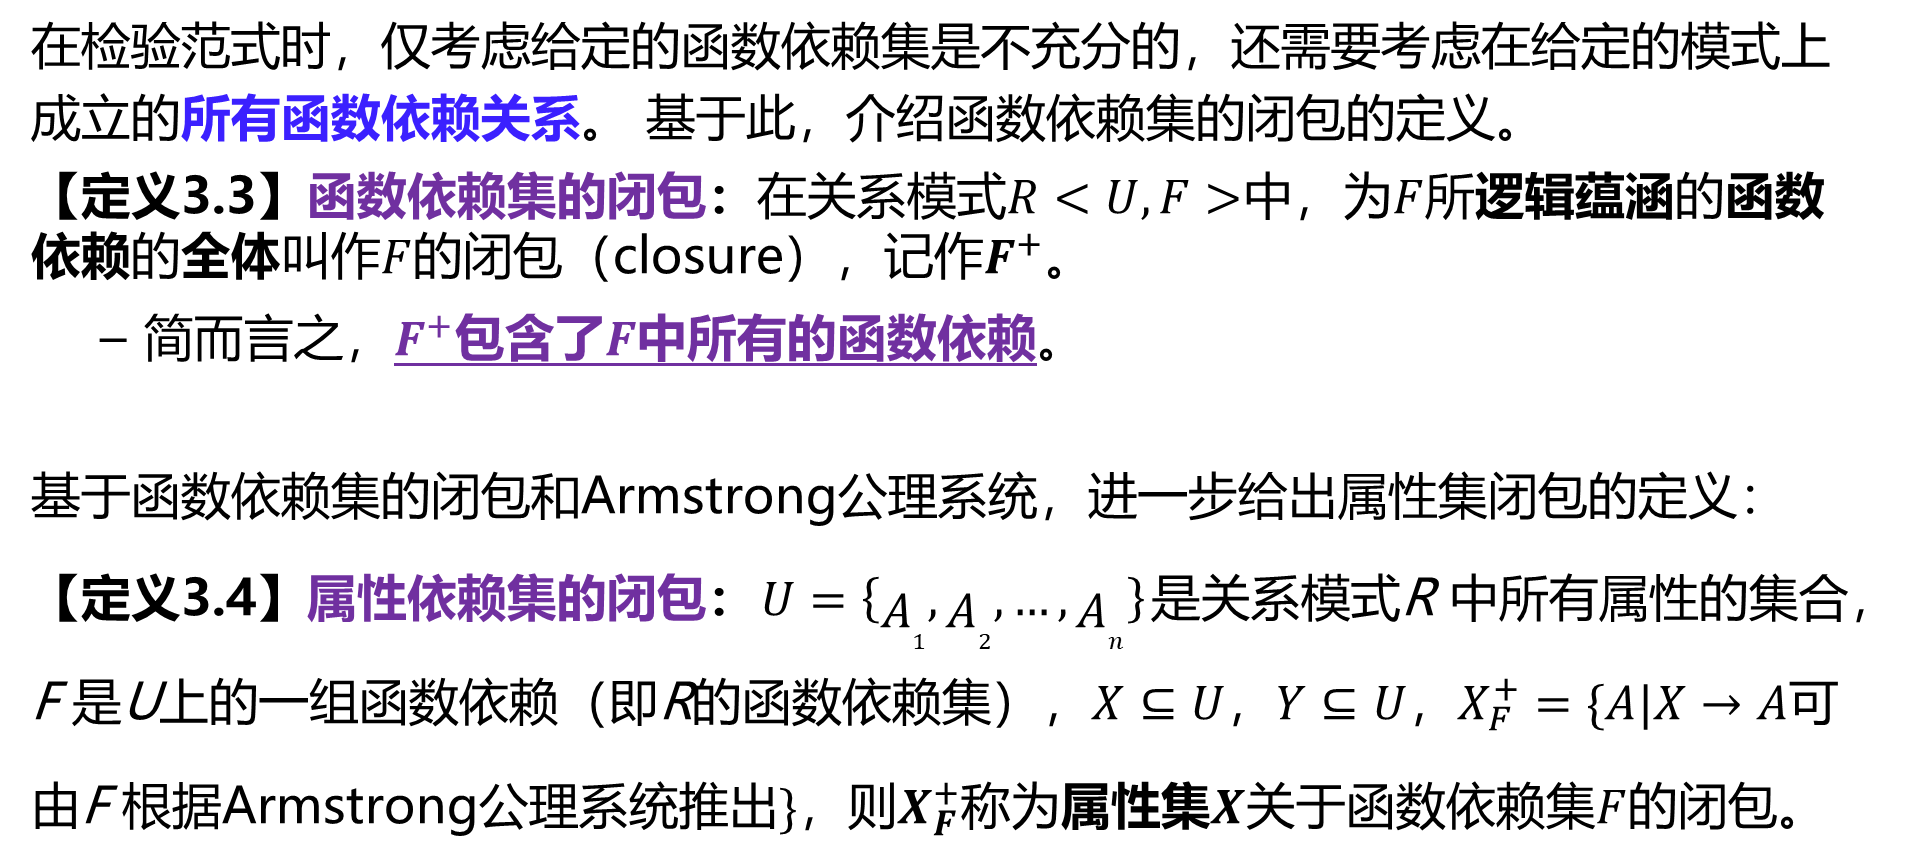 在检验范式时，仅考虑给定的函数依赖集是不充分的，还需要考虑在给定的模式上
成立的所有函数依赖关系。 基于此，介绍函数依赖集的闭包的定义。
【定义3.3】函数依赖集的闭包：在关系模式R < U, F >中，为F所逻辑蕴涵的函数
依赖的全体叫作F的闭包（closure），记作F⁺。
– 简而言之，F⁺包含了F中所有的函数依赖。
基于函数依赖集的闭包和Armstrong公理系统，进一步给出属性集闭包的定义：
【定义3.4】属性依赖集的闭包：U = {A₁, A₂, …, Aₙ}是关系模式R 中所有属性的集合，
F 是U上的一组函数依赖（即R的函数依赖集），X ⊆ U，Y ⊆ U，X_F^+ = {A|X → A可
由F 根据Armstrong公理系统推出}，则X_F^+称为属性集X关于函数依赖集F的闭包。